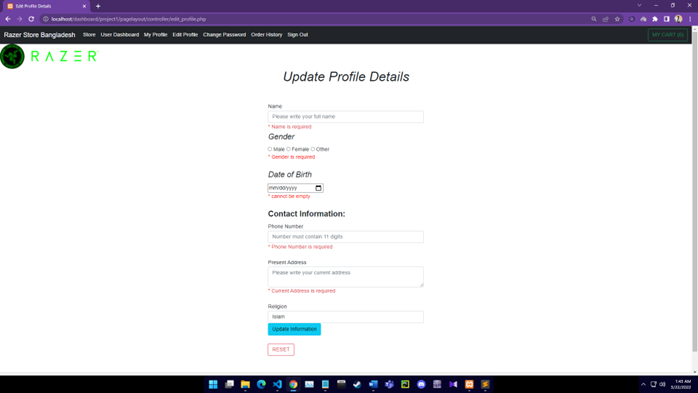 Edit Profile Details
localhost/dashboard/project1/pagelayout/controller/edit_profile.php
Razer Store Bangladesh Store User Dashboard My Profile Edit Profile Change Password Order History Sign Out MY CART (0)
RAZER
Update Profile Details
Name
Please write your full name
* Name is required
Gender
Male Female Other
* Gender is required
Date of Birth
mm/dd/yyyy
* cannot be empty
Contact Information:
Phone Number
Number must contain 11 digits
* Phone Number is required
Present Address
Please write your current address
* Current Address is required
Religion
Islam
Update Information
RESET
1:43 AM
5/22/2022